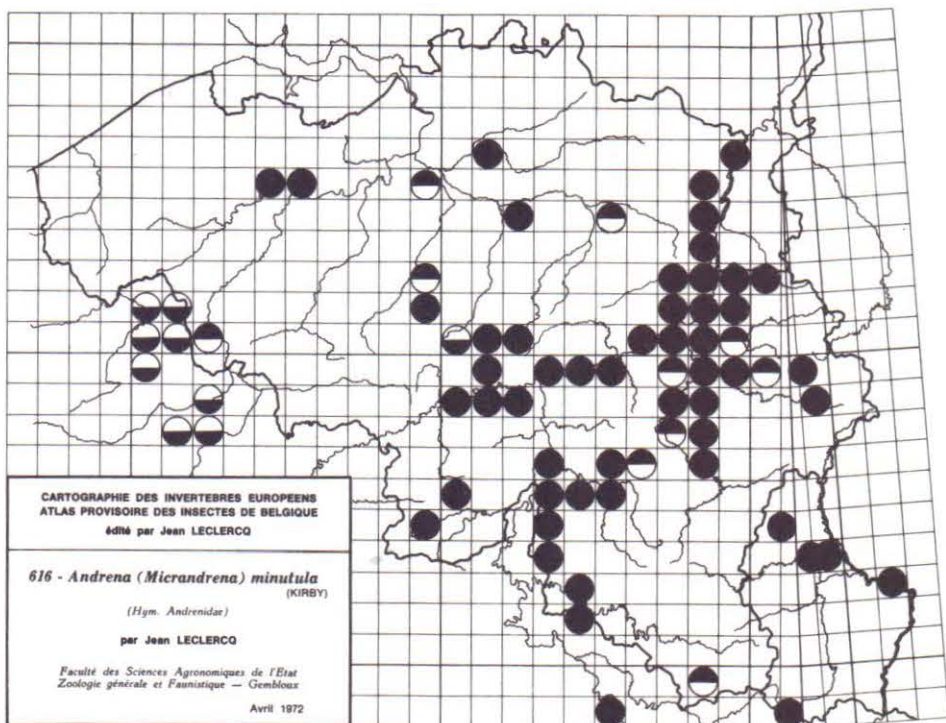 CARTOGRAPHIE DES INVERTEBRES EUROPEENS
ATLAS PROVISOIRE DES INSECTES DE BELGIQUE
édité par Jean LECLERCQ
616 - Andrena (Micrandrena) minutula
(KIRBY)
(Hym. Andrenidae)
par Jean LECLERCQ
Faculté des Sciences Agronomiques de l'Etat
Zoologie générale et Faunistique — Gembloux
Avril 1972